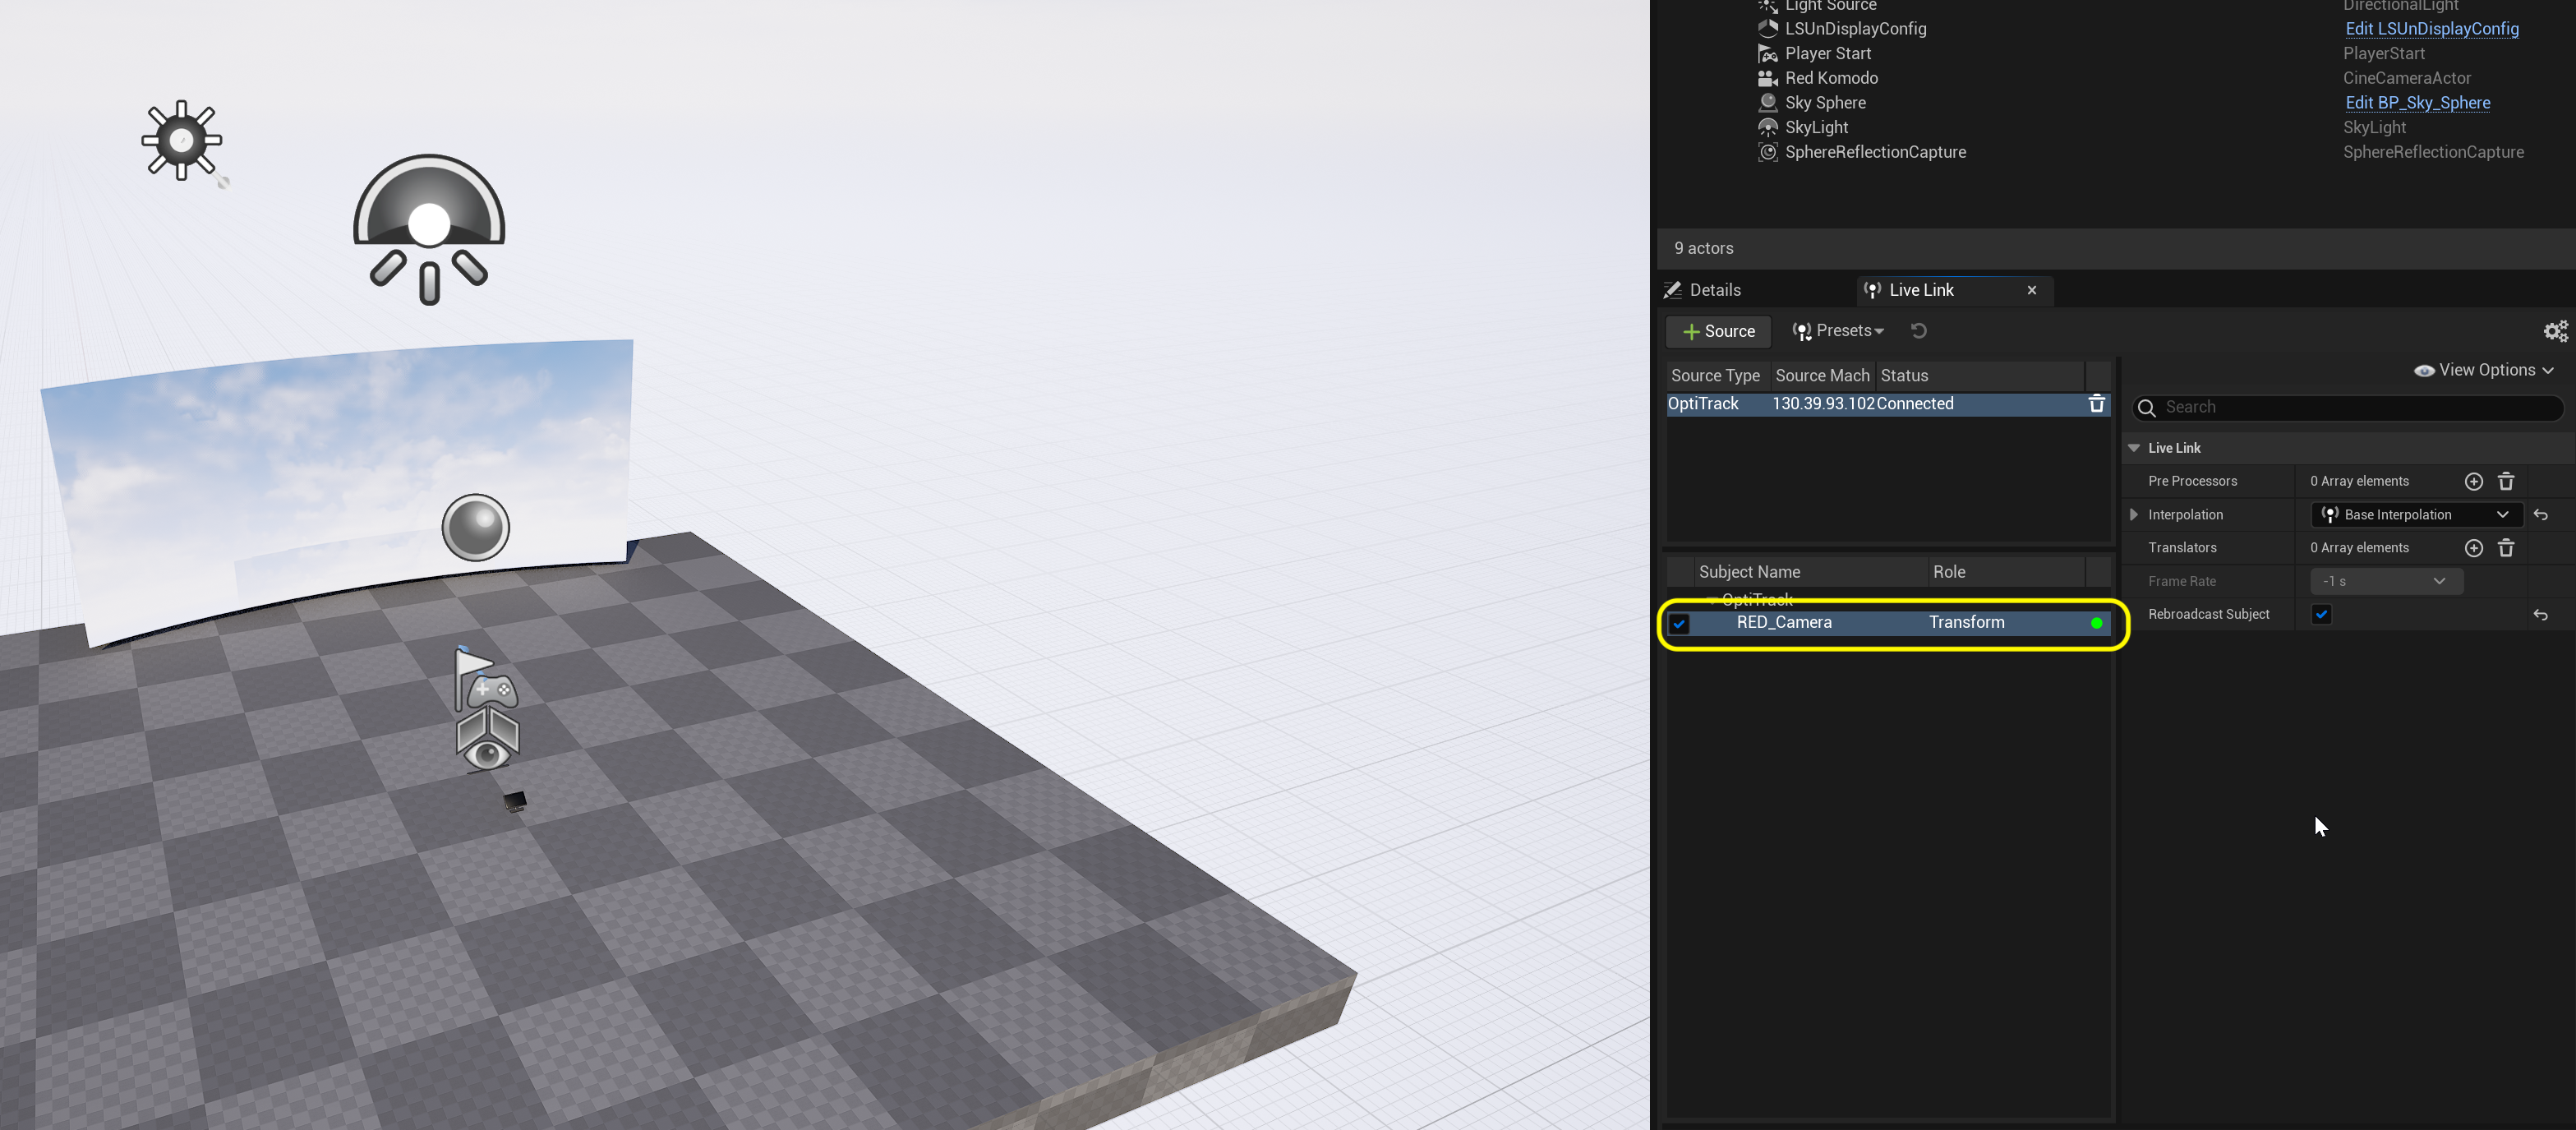 Light Source DirectionalLight
LSUnDisplayConfig Edit LSUnDisplayConfig
Player Start PlayerStart
Red Komodo CineCameraActor
Sky Sphere Edit BP_Sky_Sphere
SkyLight SkyLight
SphereReflectionCapture SphereReflectionCapture
9 actors
Details Live Link
Source Presets
Source Type Source Mach Status
OptiTrack 130.39.93.102 Connected
Subject Name Role
OptiTrack
RED_Camera Transform
View Options
Search
Live Link
Pre Processors 0 Array elements
Interpolation Base Interpolation
Translators 0 Array elements
Frame Rate -1 s
Rebroadcast Subject